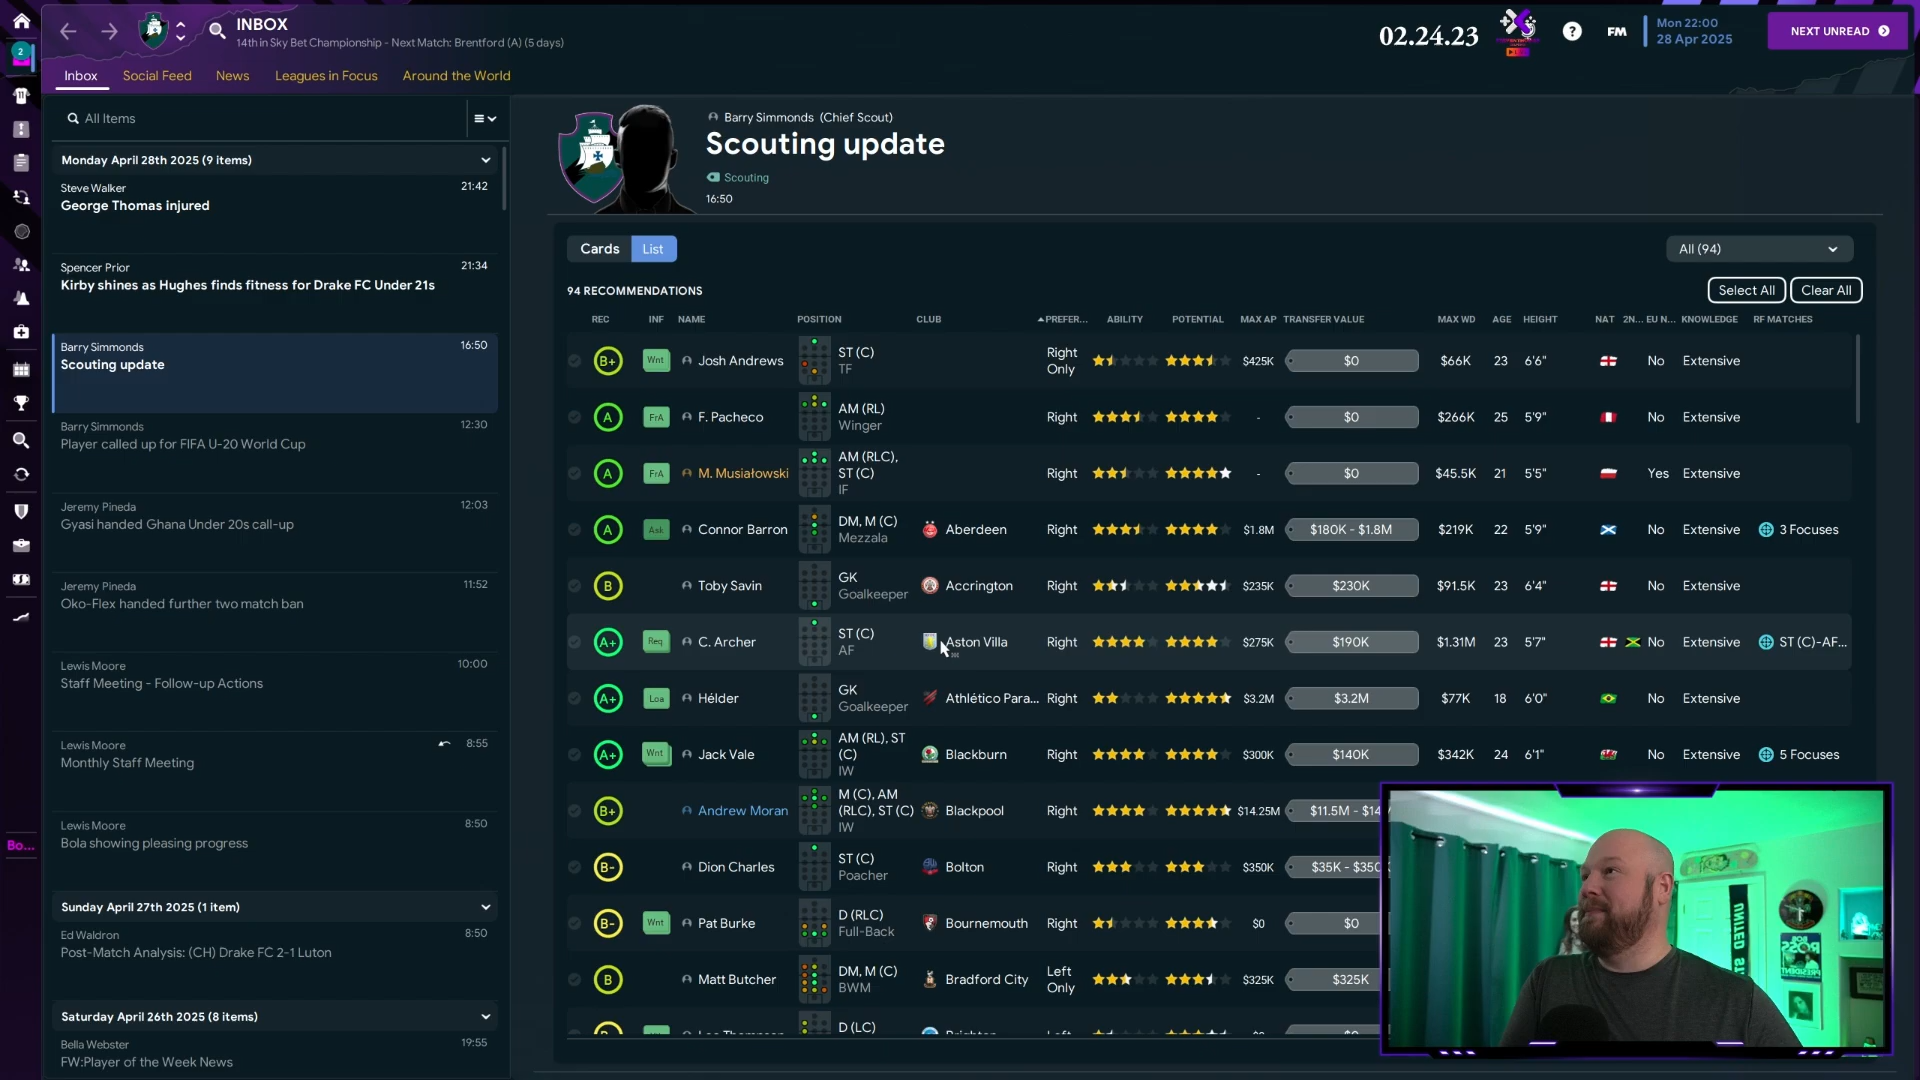 INBOX
14th in Sky Bet Championship - Next Match: Brentford (A) (5 days)
02.24.23
FM
Mon 22:00
28 Apr 2025
NEXT UNREAD
2
Inbox Social Feed News Leagues in Focus Around the World
All Items
Monday April 28th 2025 (9 items)
Steve Walker 21:42
George Thomas injured
Spencer Prior 21:34
Kirby shines as Hughes finds fitness for Drake FC Under 21s
Barry Simmonds 16:50
Scouting update
Barry Simmonds 12:30
Player called up for FIFA U-20 World Cup
Jeremy Pineda 12:03
Gyasi handed Ghana Under 20s call-up
Jeremy Pineda 11:52
Oko-Flex handed further two match ban
Lewis Moore 10:00
Staff Meeting - Follow-up Actions
Lewis Moore 8:55
Monthly Staff Meeting
Lewis Moore 8:50
Bola showing pleasing progress
Bo...
Sunday April 27th 2025 (1 item)
Ed Waldron 8:50
Post-Match Analysis: (CH) Drake FC 2-1 Luton
Saturday April 26th 2025 (8 items)
Bella Webster 19:55
FW:Player of the Week News
Barry Simmonds (Chief Scout)
Scouting update
Scouting
16:50
Cards List All (94)
94 RECOMMENDATIONS Select All Clear All
REC INF NAME POSITION CLUB PREFER... ABILITY POTENTIAL MAX AP TRANSFER VALUE MAX WD AGE HEIGHT NAT 2N... EU N... KNOWLEDGE RF MATCHES
B+ Wnt Josh Andrews ST (C) TF Right Only $425K $0 $66K 23 6'6" No Extensive
A FrA F. Pacheco AM (RL) Winger Right - $0 $266K 25 5'9" No Extensive
A FrA M. Musiałowski AM (RLC), ST (C) IF Right - $0 $45.5K 21 5'5" Yes Extensive
A Ask Connor Barron DM, M (C) Mezzala Aberdeen Right $1.8M $180K - $1.8M $219K 22 5'9" No Extensive 3 Focuses
B Toby Savin GK Goalkeeper Accrington Right $235K $230K $91.5K 23 6'4" No Extensive
A+ Req C. Archer ST (C) AF Aston Villa Right $275K $190K $1.31M 23 5'7" No Extensive ST (C)-AF...
A+ Loa Hélder GK Goalkeeper Athlético Para... Right $3.2M $3.2M $77K 18 6'0" No Extensive
A+ Wnt Jack Vale AM (RL), ST (C) IW Blackburn Right $300K $140K $342K 24 6'1" No Extensive 5 Focuses
B+ Andrew Moran M (C), AM (RLC), ST (C) IW Blackpool Right $14.25M $11.5M - $14
B- Dion Charles ST (C) Poacher Bolton Right $350K $35K - $350
B- Wnt Pat Burke D (RLC) Full-Back Bournemouth Right $0 $0
B Matt Butcher DM, M (C) BWM Bradford City Left Only $325K $325K
D (LC)